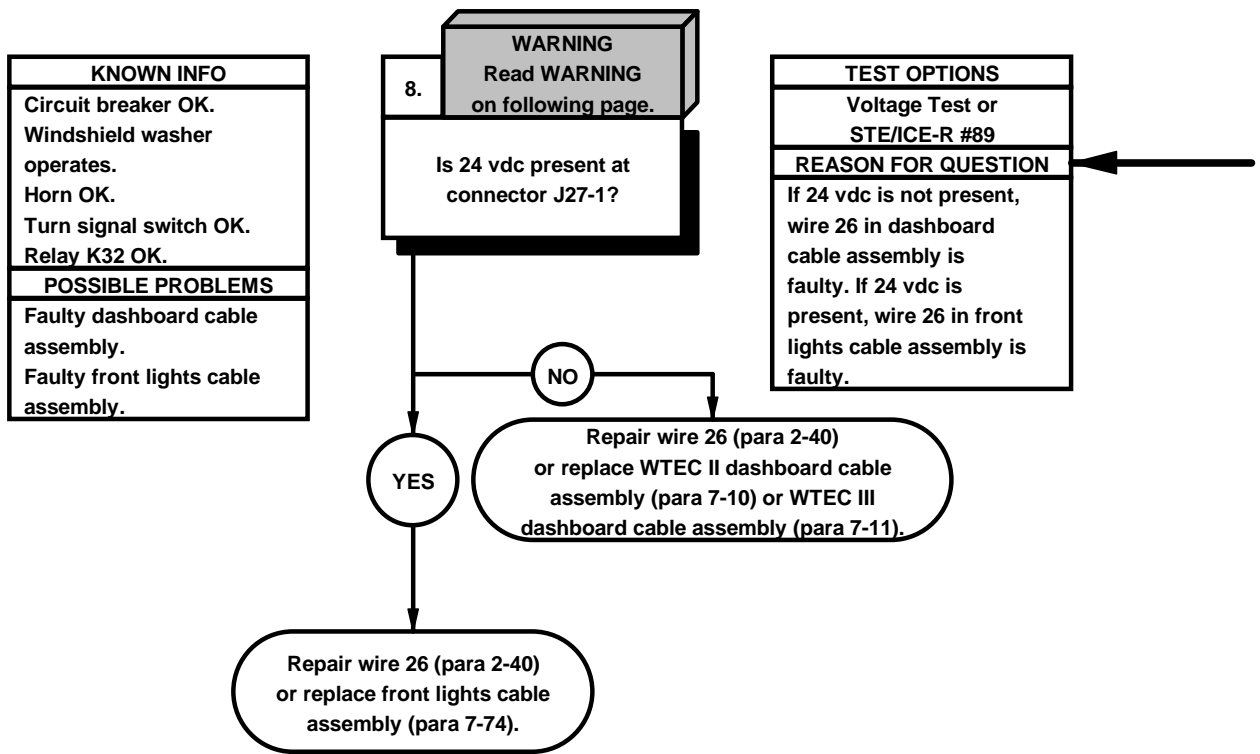 KNOWN INFO
Circuit breaker OK.
Windshield washer
operates.
Horn OK.
Turn signal switch OK.
Relay K32 OK.
POSSIBLE PROBLEMS
Faulty dashboard cable
assembly.
Faulty front lights cable
assembly.
8.
WARNING
Read WARNING
on following page.
Is 24 vdc present at
connector J27-1?
TEST OPTIONS
Voltage Test or
STE/ICE-R #89
REASON FOR QUESTION
If 24 vdc is not present,
wire 26 in dashboard
cable assembly is
faulty. If 24 vdc is
present, wire 26 in front
lights cable assembly is
faulty.
NO
Repair wire 26 (para 2-40)
or replace WTEC II dashboard cable
assembly (para 7-10) or WTEC III
dashboard cable assembly (para 7-11).
YES
Repair wire 26 (para 2-40)
or replace front lights cable
assembly (para 7-74).